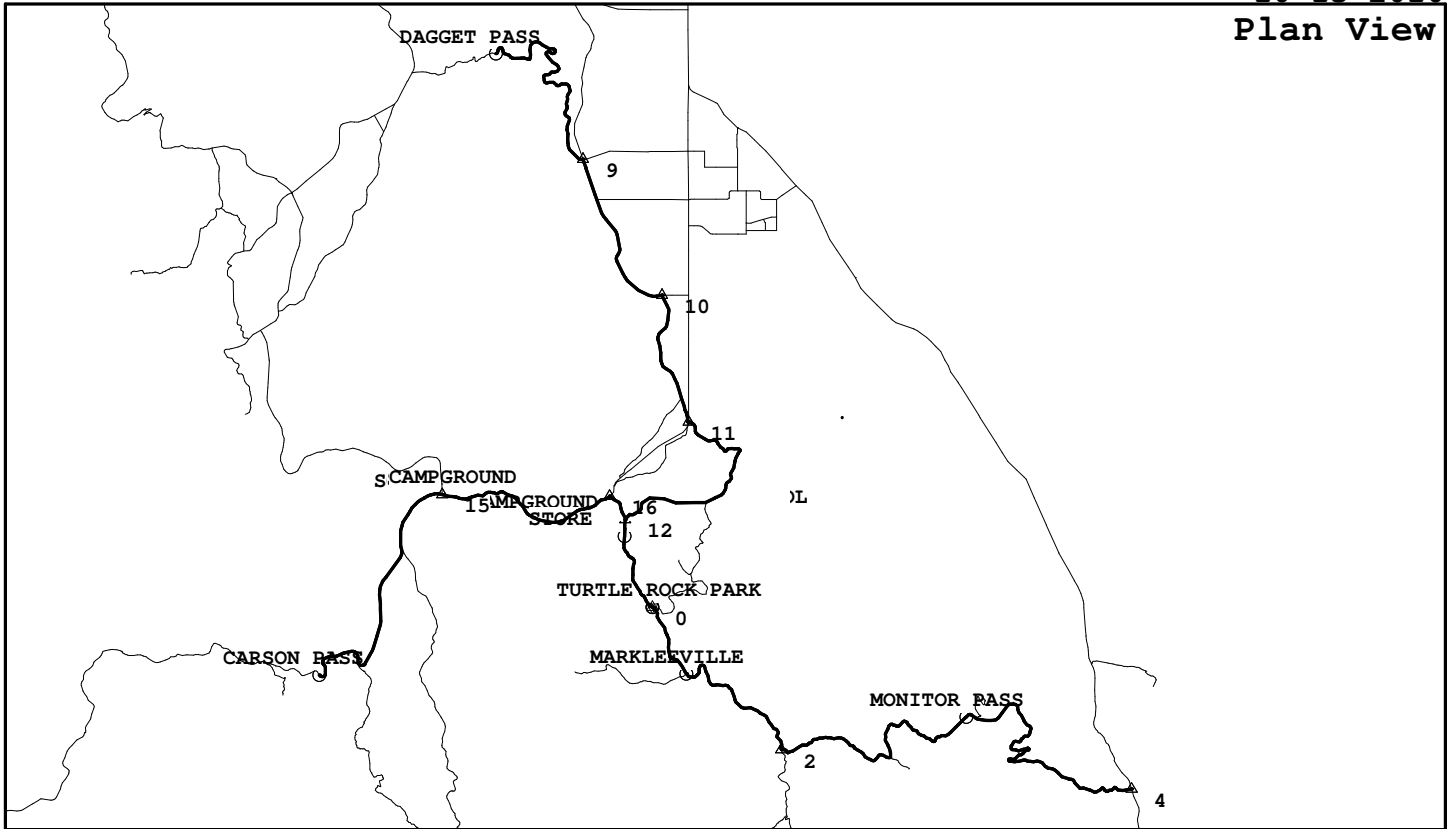 Plan View
DAGGET PASS
9
10
11
CAMPGROUND
15
CAMPGROUND
16
STORE
12
TURTLE ROCK PARK
0
CARSON PASS
MARKLEEVILLE
MONITOR PASS
2
4